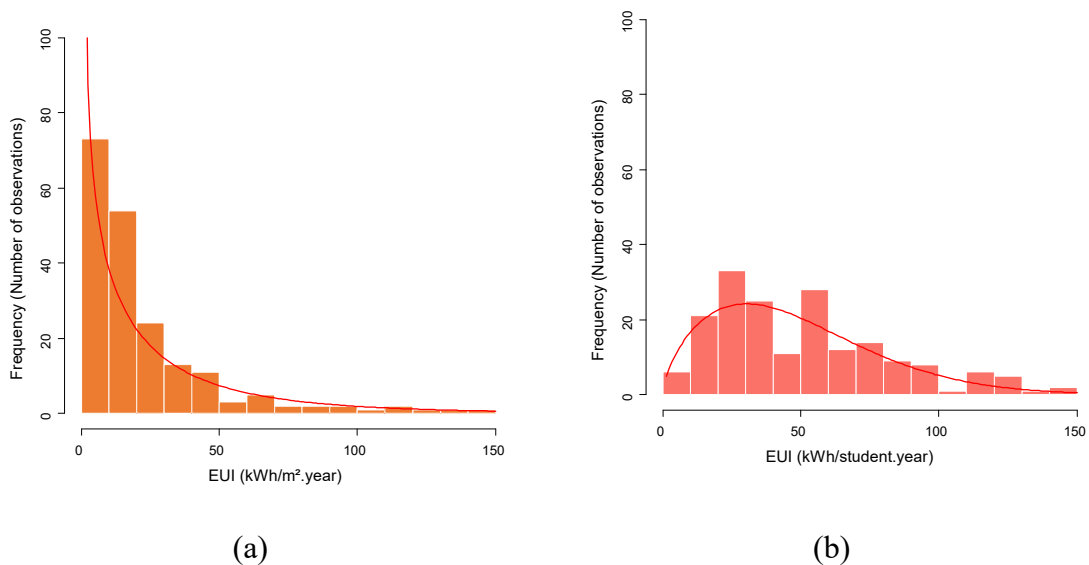 Frequency (Number of observations)
100
80
60
40
20
0
0 50 100 150
EUI (kWh/m².year)
(a)
Frequency (Number of observations)
100
80
60
40
20
0
0 50 100 150
EUI (kWh/student.year)
(b)